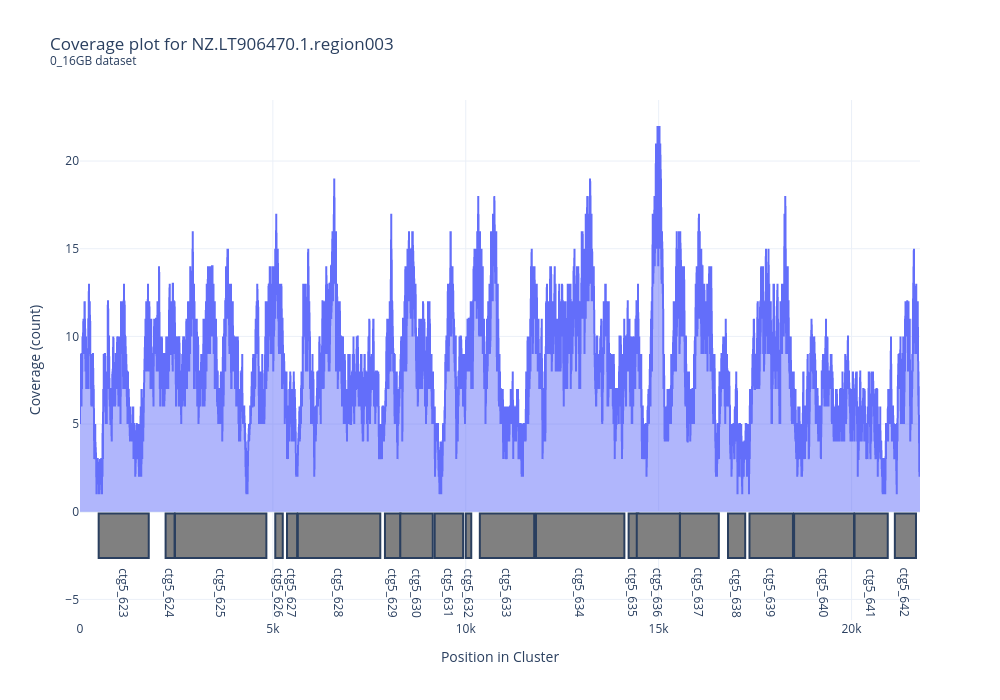 Coverage plot for NZ.LT906470.1.region003
0_16GB dataset
Coverage (count)
20
15
10
5
0
−5
ctg5_623
ctg5_624
ctg5_625
ctg5_626
ctg5_627
ctg5_628
ctg5_629
ctg5_630
ctg5_631
ctg5_632
ctg5_633
ctg5_634
ctg5_635
ctg5_636
ctg5_637
ctg5_638
ctg5_639
ctg5_640
ctg5_641
ctg5_642
0
5k
10k
15k
20k
Position in Cluster